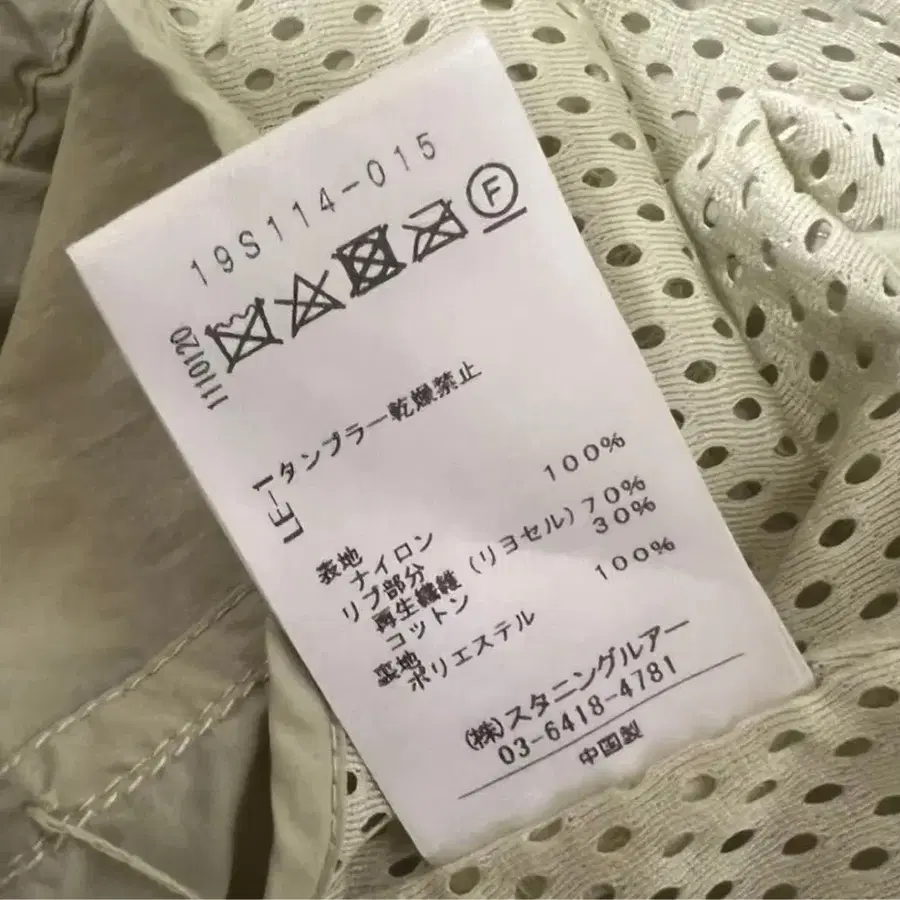 19S114-015
F
1110120
タンブラー乾燥禁止
表地
ナイロン 100%
リブ部分
再生繊維 (リヨセル) 70%
コットン 30%
裏地
ポリエステル 100%
(株)スタニングルアー
03-6418-4781
中国製